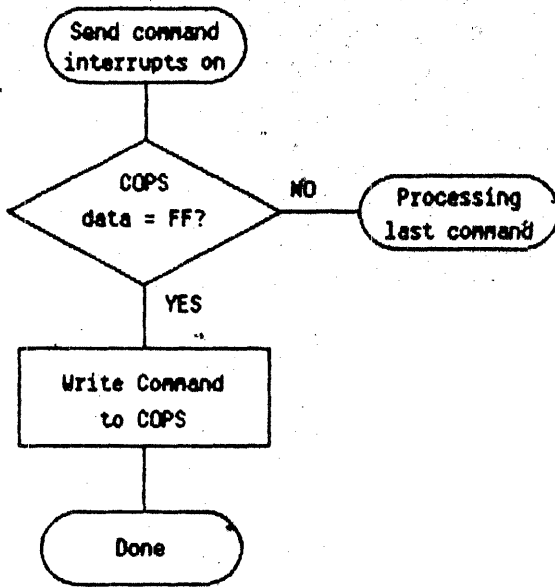 Send command
interrupts on
COPS
data = FF?
NO
Processing
last command
YES
Write Command
to COPS
Done